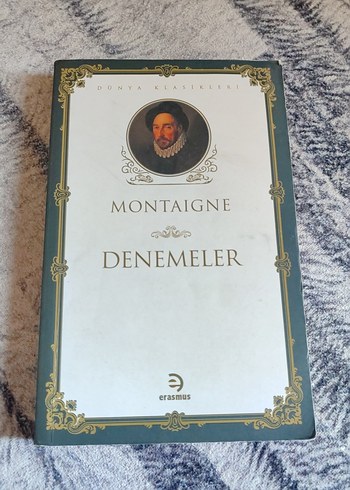 DÜNYA KLASİKLERİ
MONTAIGNE
DENEMELER
erasmus